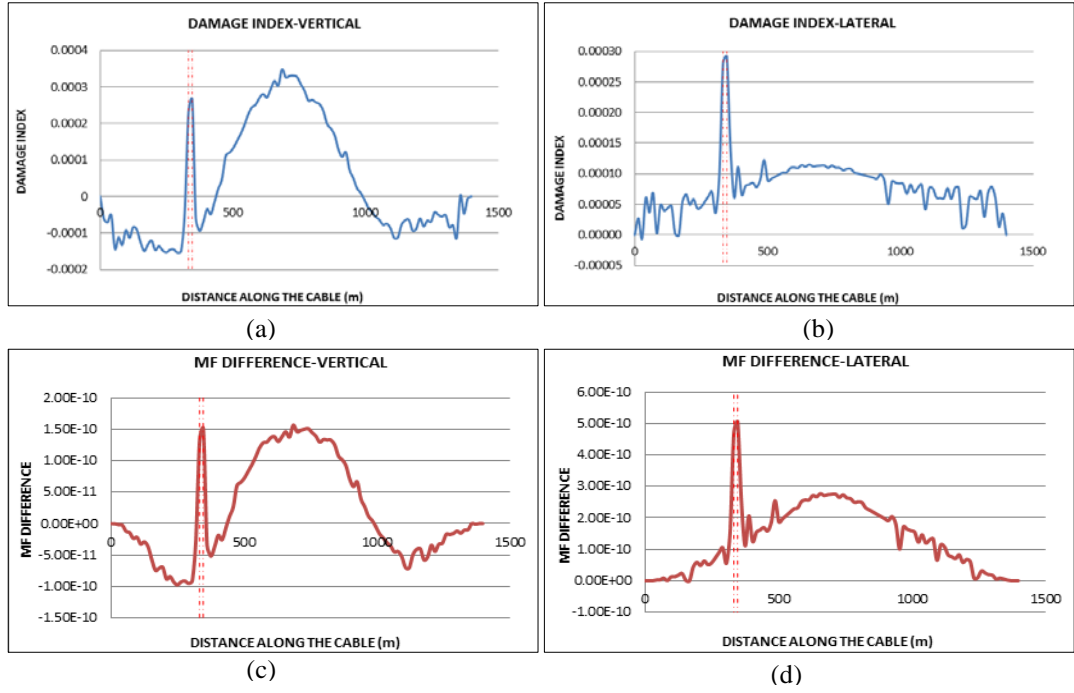 DAMAGE INDEX-VERTICAL
0.0004
0.0003
0.0002
0.0001
0
-0.0001
-0.0002
0
500
1000
1500
DAMAGE INDEX
DISTANCE ALONG THE CABLE (m)
(a)
DAMAGE INDEX-LATERAL
0.00030
0.00025
0.00020
0.00015
0.00010
0.00005
0.00000
-0.00005
0
500
1000
1500
DAMAGE INDEX
DISTANCE ALONG THE CABLE (m)
(b)
MF DIFFERENCE-VERTICAL
2.00E-10
1.50E-10
1.00E-10
5.00E-11
0.00E+00
-5.00E-11
-1.00E-10
-1.50E-10
0
500
1000
1500
MF DIFFERENCE
DISTANCE ALONG THE CABLE (m)
(c)
MF DIFFERENCE-LATERAL
6.00E-10
5.00E-10
4.00E-10
3.00E-10
2.00E-10
1.00E-10
0.00E+00
-1.00E-10
0
500
1000
1500
MF DIFFERENCE
DISTANCE ALONG THE CABLE (m)
(d)